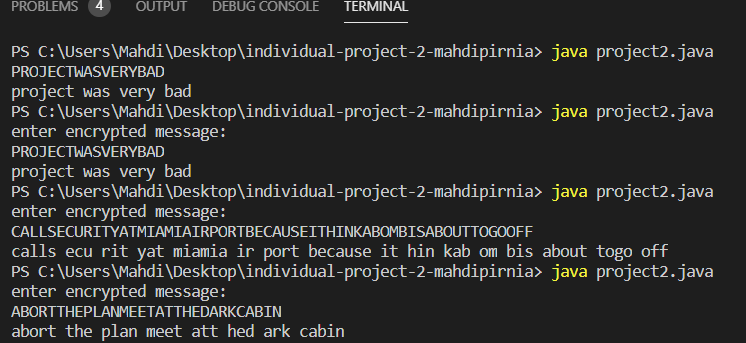 PROBLEMS 4 OUTPUT DEBUG CONSOLE TERMINAL
PS C:\Users\Mahdi\Desktop\individual-project-2-mahdipirnia> java project2.java
PROJECTWASVERYBAD
project was very bad
PS C:\Users\Mahdi\Desktop\individual-project-2-mahdipirnia> java project2.java
enter encrypted message:
PROJECTWASVERYBAD
project was very bad
PS C:\Users\Mahdi\Desktop\individual-project-2-mahdipirnia> java project2.java
enter encrypted message:
CALLSECURITYATMIAMIAIRPORTBECAUSEITHINKABOMBISABOUTTOGOOFF
calls ecu rit yat miamia ir port because it hin kab om bis about togo off
PS C:\Users\Mahdi\Desktop\individual-project-2-mahdipirnia> java project2.java
enter encrypted message:
ABORTTHEPLANMEETATTHEDARKCABIN
abort the plan meet att hed ark cabin